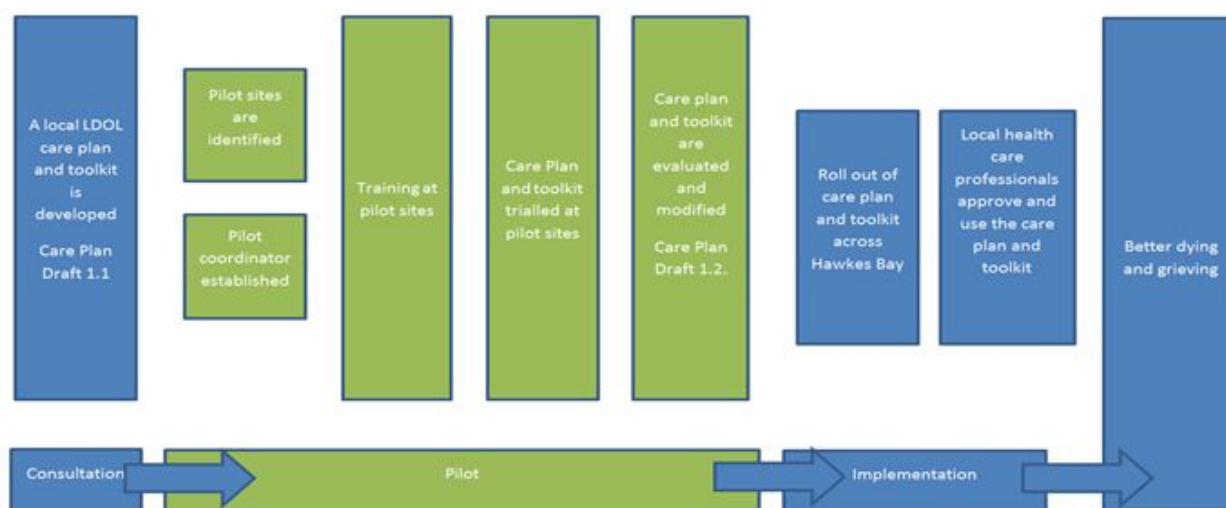 A local LDOL
care plan
and toolkit
is
developed
Care Plan
Draft 1.1
Pilot sites
are
identified
Pilot
coordinator
established
Training at
pilot sites
Care Plan
and toolkit
trialled at
pilot sites
Care plan
and toolkit
are
evaluated
and
modified
Care Plan
Draft 1.2.
Roll out of
care plan
and toolkit
across
Hawkes Bay
Local health
care
professionals
approve and
use the care
plan and
toolkit
Better dying
and grieving
Consultation
Pilot
Implementation